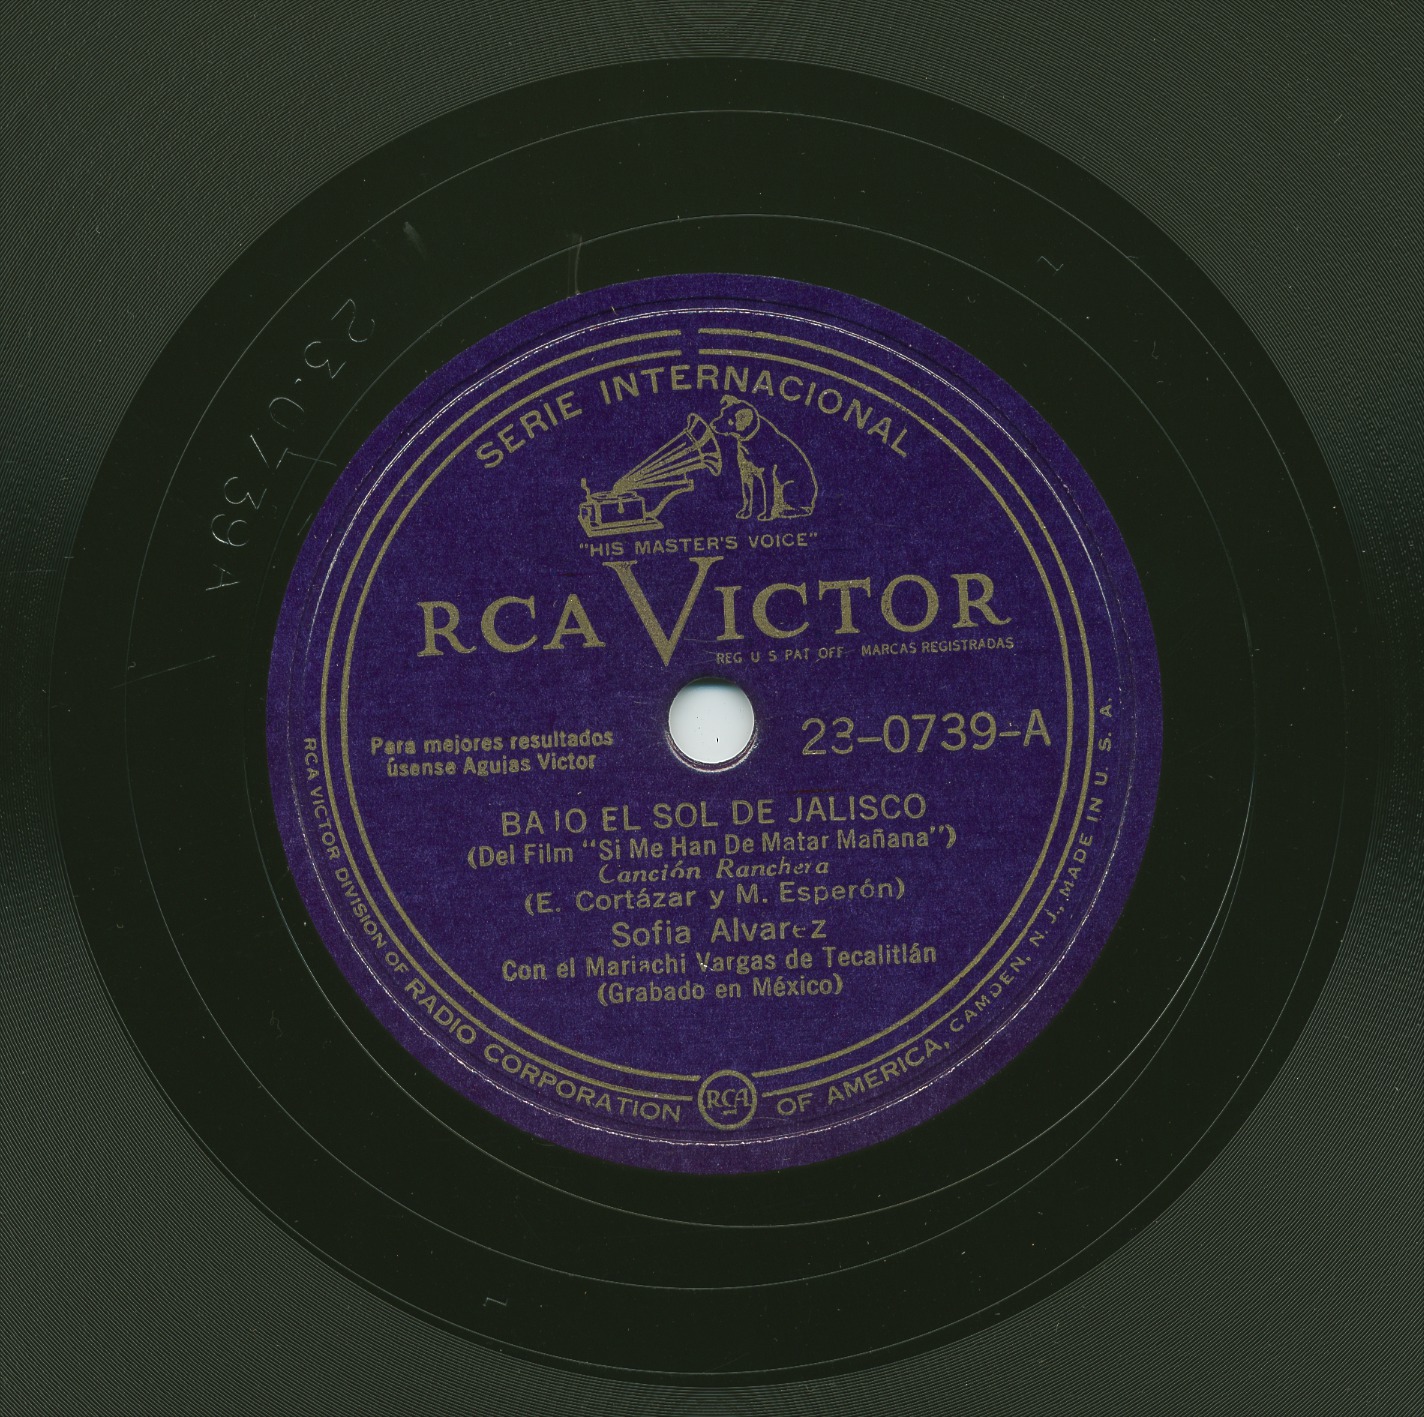 SERIE INTERNACIONAL
"HIS MASTER'S VOICE"
RCA VICTOR
REG U S PAT OFF MARCAS REGISTRADAS
Para mejores resultados
úsense Agujas Victor
23-0739-A
BAJO EL SOL DE JALISCO
(Del Film "Si Me Han De Matar Mañana")
Canción Ranchera
(E. Cortázar y M. Esperón)
Sofia Alvarez
Con el Mariachi Vargas de Tecalitlán
(Grabado en México)
RCA VICTOR DIVISION OF RADIO CORPORATION OF AMERICA, CAMDEN, N. J., MADE IN U. S. A.
RCA
23.0739A
1